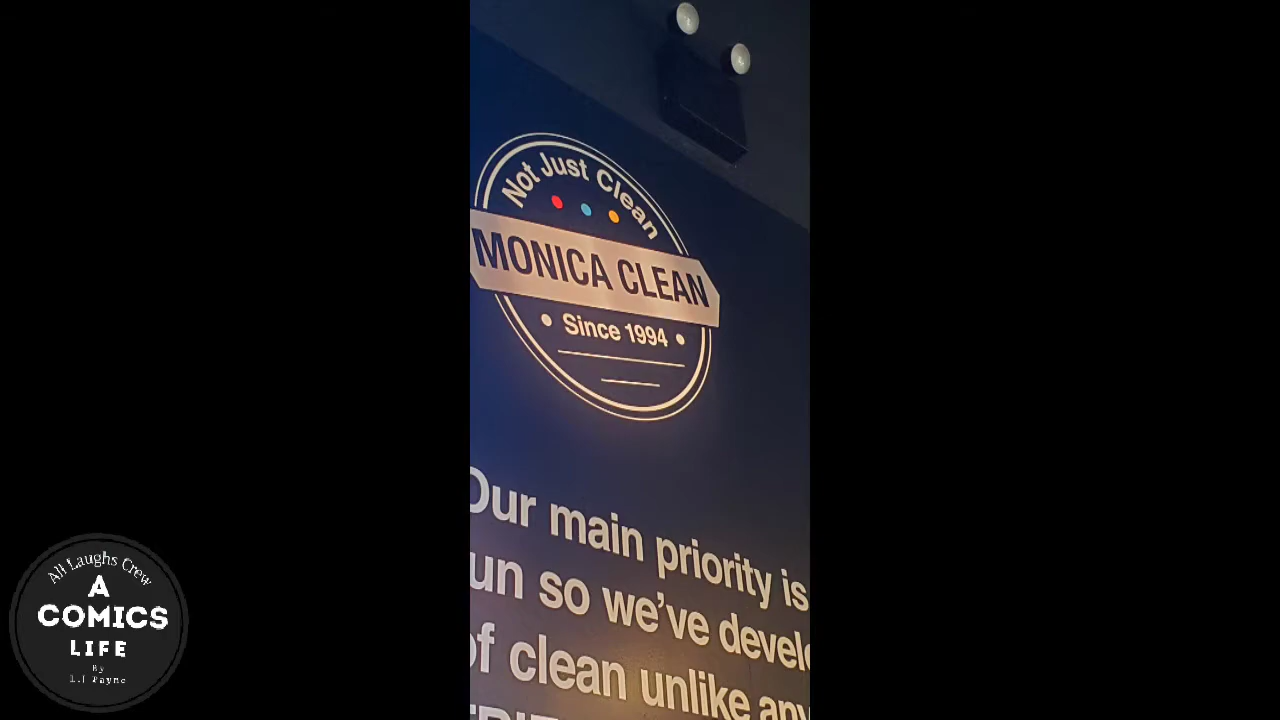 Not Just Clean
MONICA CLEAN
Since 1994
Our main priority is
un so we've devel
of clean unlike any
All Laughs Crew
A
COMICS
LIFE
By
L.J Payne